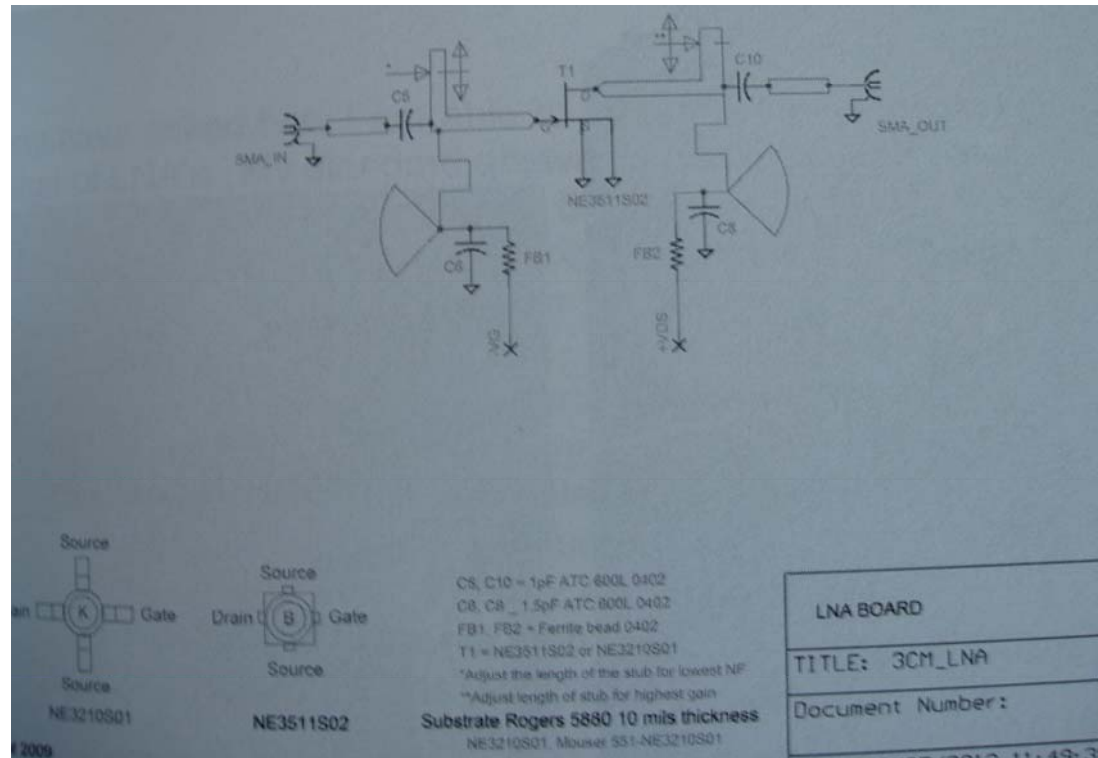 T1
C10
C5
D
G
S
SMA_IN
SMA_OUT
NE3511S02
C6
FB1
FB2
C8
-VG
+VDS
Source
Source
C5, C10 = 1pF ATC 600L 0402
Drain B Gate
K Gate
C6, C8 _ 1.5pF ATC 600L 0402
LNA BOARD
FB1, FB2 = Ferrite bead 0402
T1 = NE3511S02 or NE3210S01
Source
Source
*Adjust the length of the stub for lowest NF
TITLE: 3CM_LNA
**Adjust length of stub for highest gain
NE3210S01
NE3511S02
Substrate Rogers 5880 10 mils thickness
Document Number:
NE3210S01, Mouser 551-NE3210S01
2009